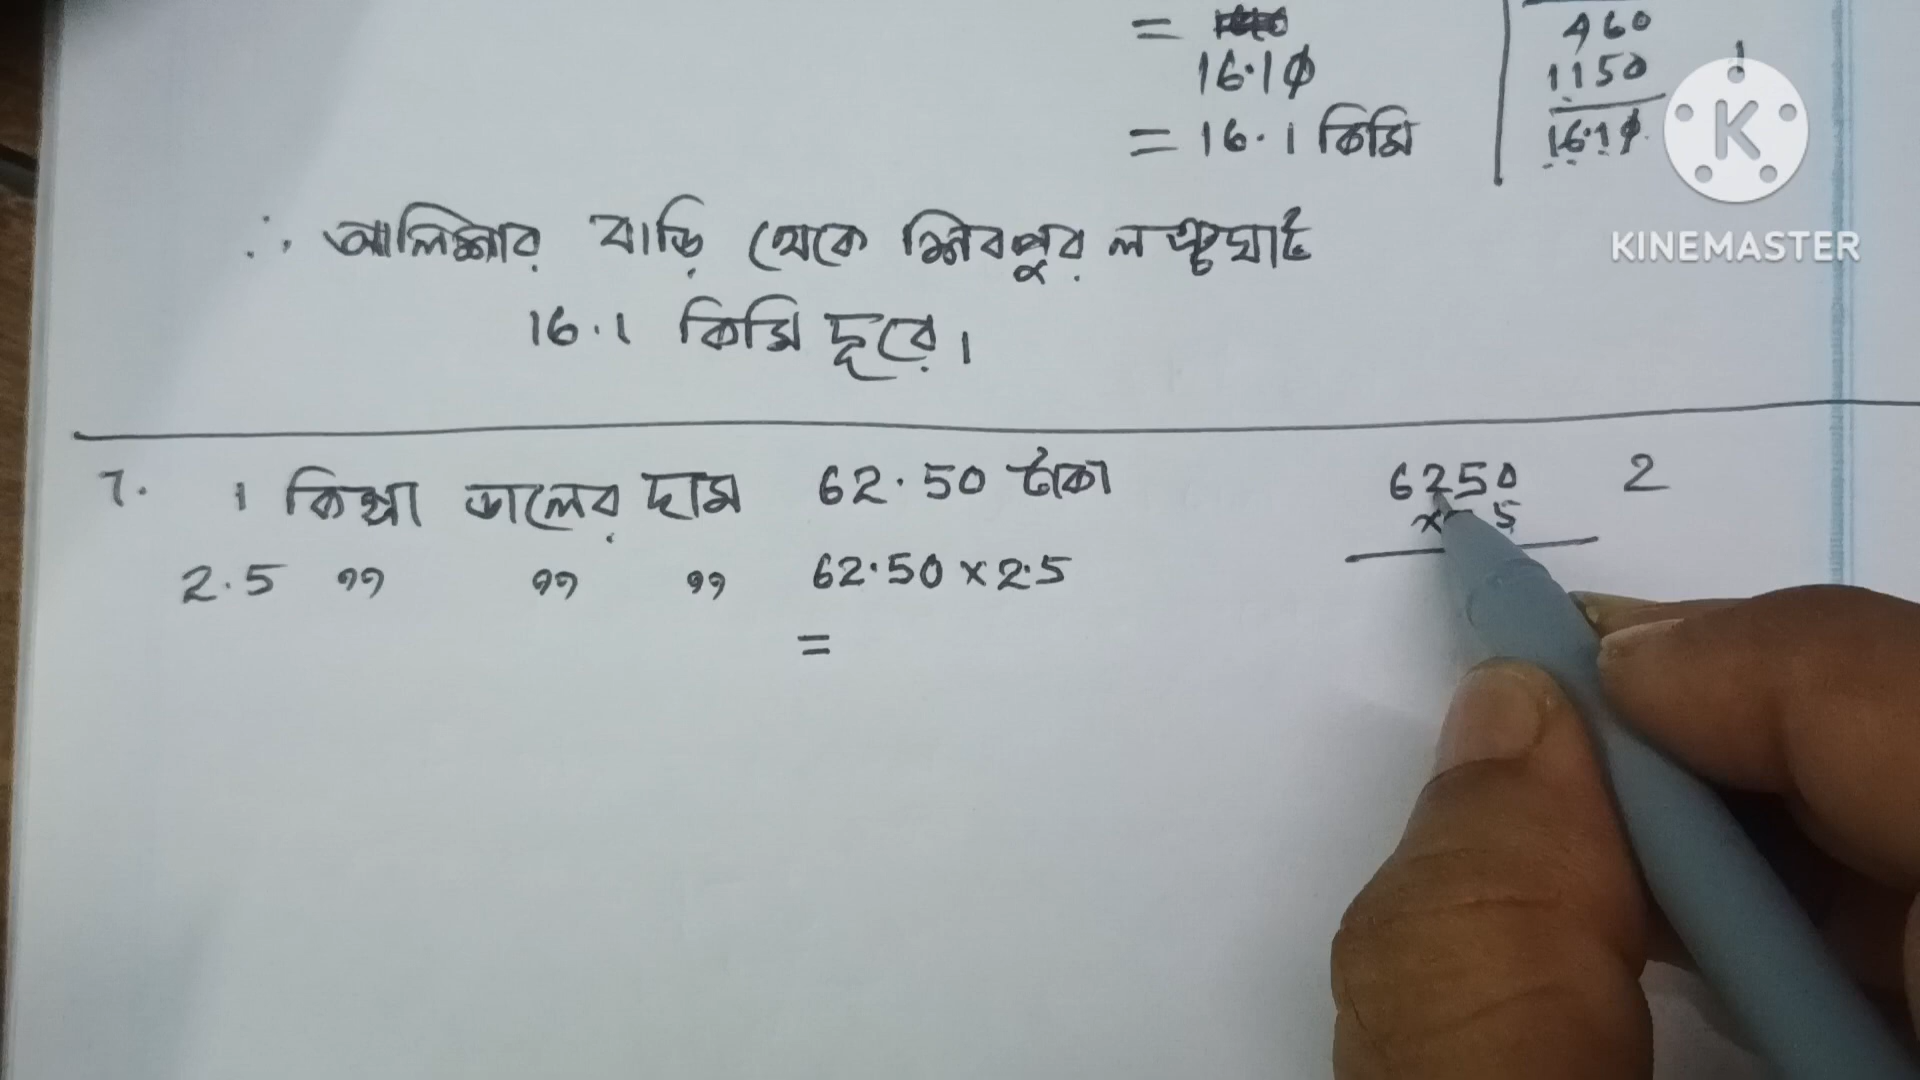 =
460
16.10
1150
= 16.1 কিমি
16.10
KINEMASTER
∴ আলিশার বাড়ি থেকে শিবপুর লঞ্চঘাট
16.1 কিমি দূরে।
7. 1 কিগ্রা ডালের দাম 62.50 টাকা
6250 2
× 5
2.5 ,, ,, ,, 62.50 × 2.5
=